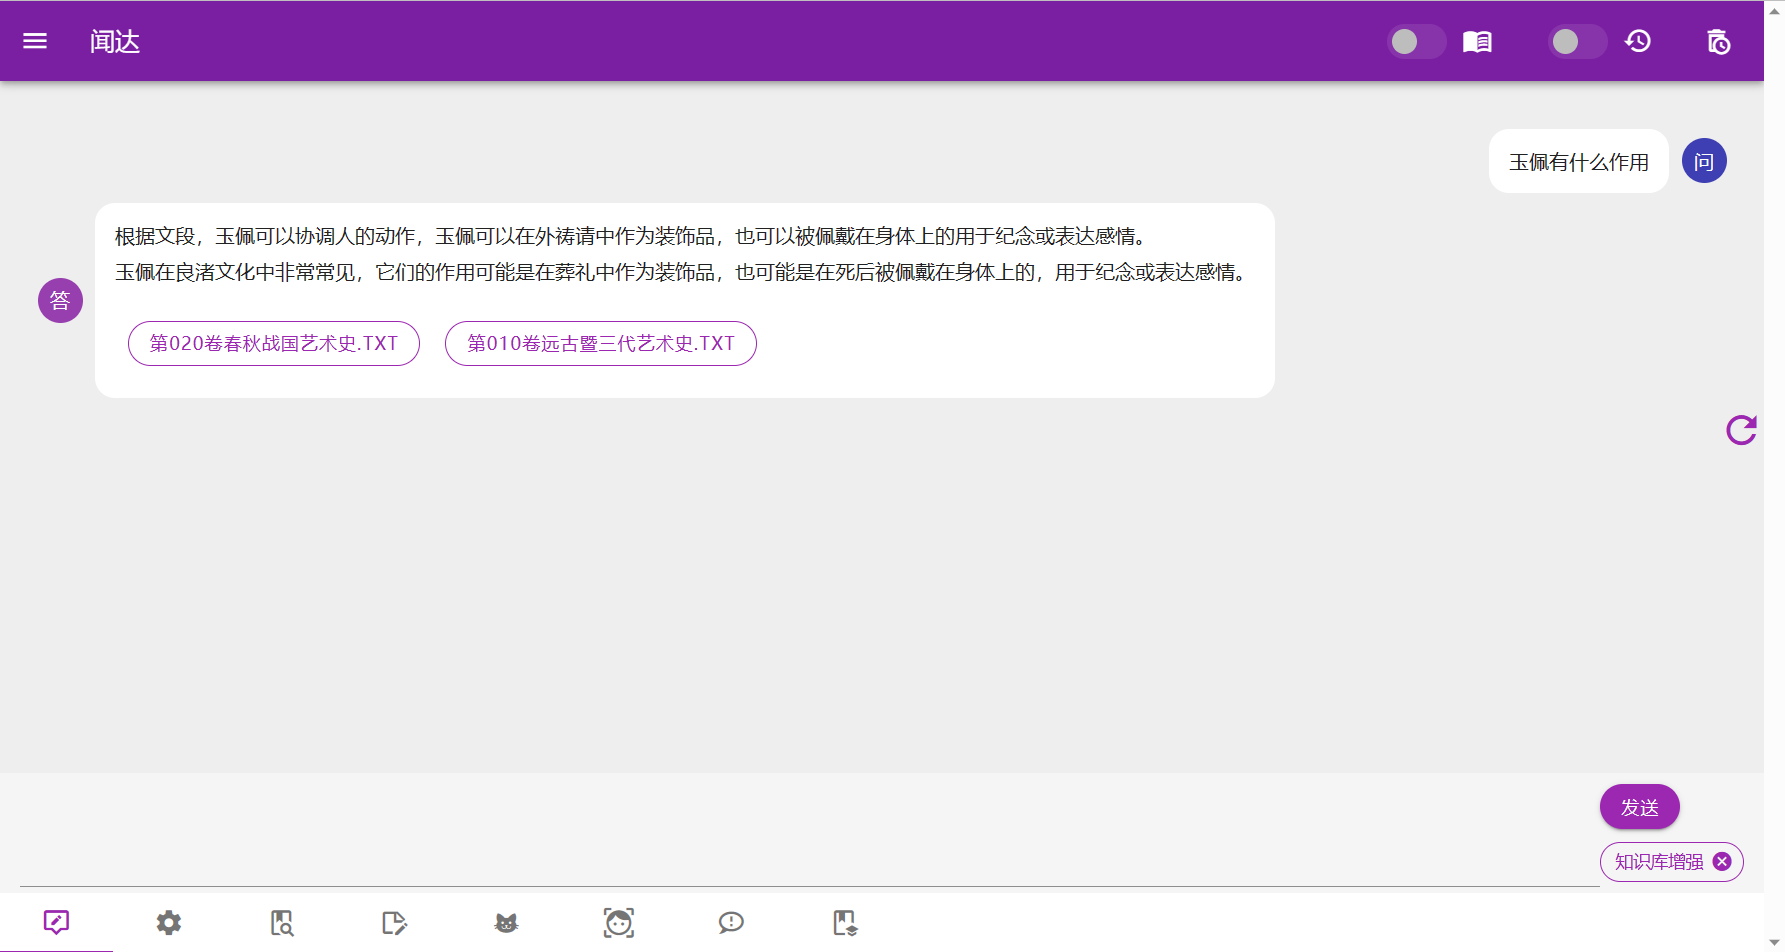 闻达
玉佩有什么作用
问
根据文段，玉佩可以协调人的动作，玉佩可以在外祷请中作为装饰品，也可以被佩戴在身体上的用于纪念或表达感情。
玉佩在良渚文化中非常常见，它们的作用可能是在葬礼中作为装饰品，也可能是在死后被佩戴在身体上的，用于纪念或表达感情。
答
第020卷春秋战国艺术史.TXT
第010卷远古暨三代艺术史.TXT
发送
知识库增强